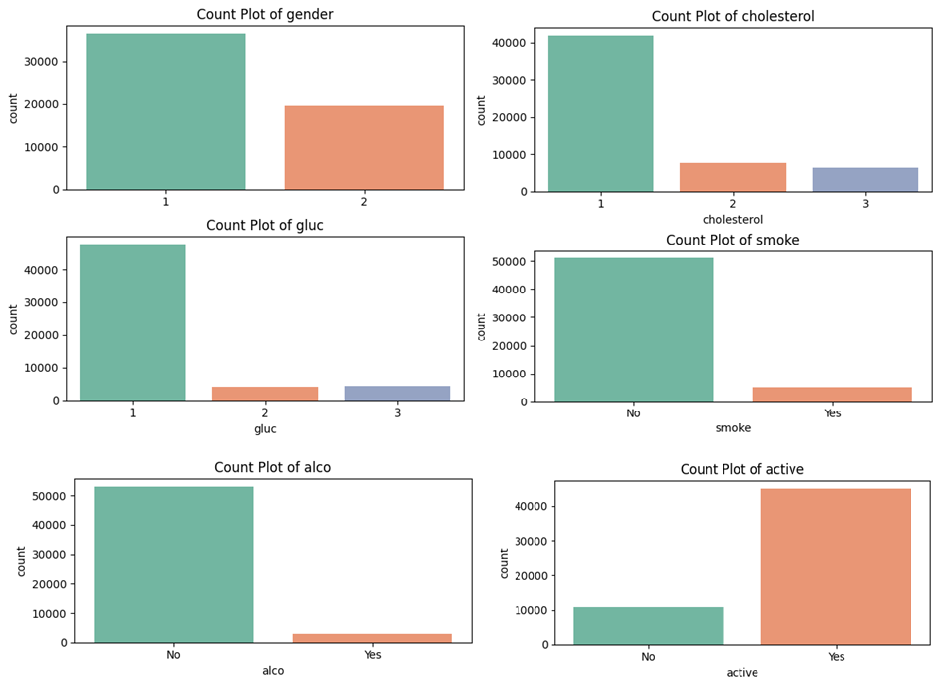 Count Plot of gender
30000
20000
10000
0
count
1 2
Count Plot of cholesterol
40000
30000
20000
10000
0
count
1 2 3
cholesterol
Count Plot of gluc
40000
30000
20000
10000
0
count
1 2 3
gluc
Count Plot of smoke
50000
40000
30000
20000
10000
0
count
No Yes
smoke
Count Plot of alco
50000
40000
30000
20000
10000
0
count
No Yes
alco
Count Plot of active
40000
30000
20000
10000
0
count
No Yes
active